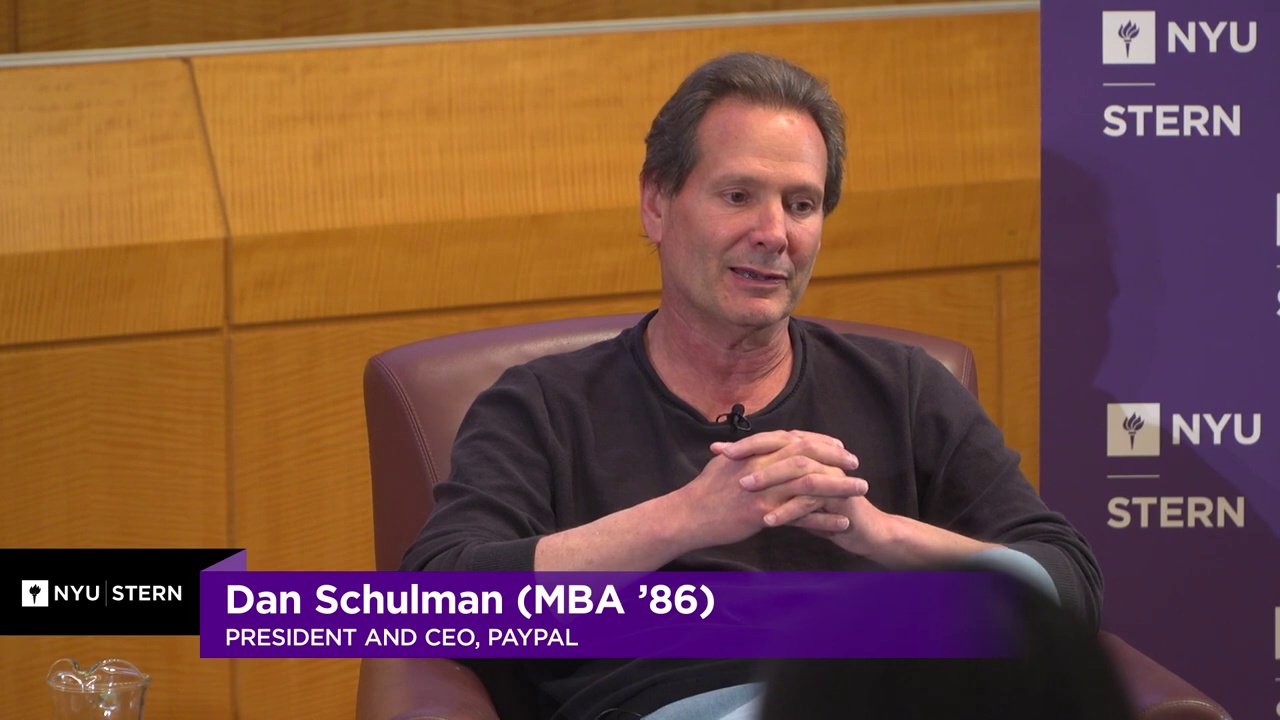 NYU
STERN
NYU
STERN
NYU | STERN
Dan Schulman (MBA ’86)
PRESIDENT AND CEO, PAYPAL